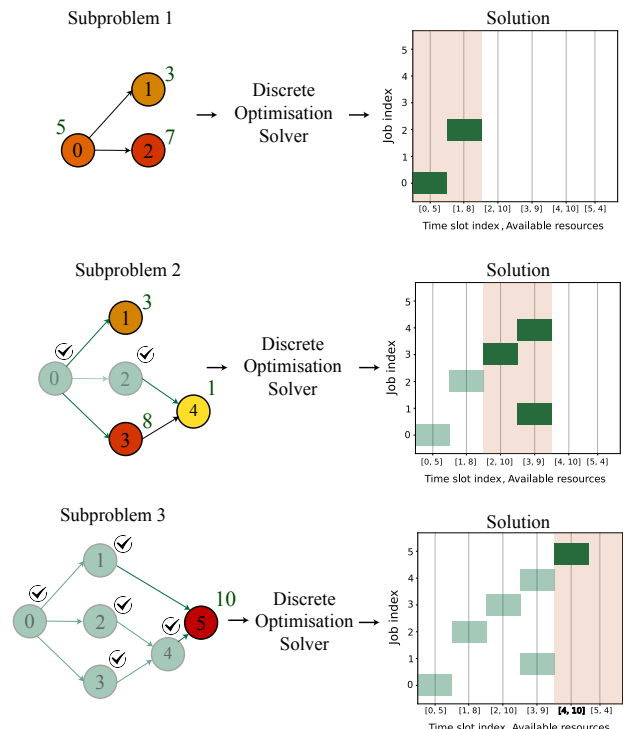 Subproblem 1
Solution
3
1
5
0
7
2
Discrete
Optimisation
Solver
5
4
3
2
1
0
Job index
[0, 5] [1, 8] [2, 10] [3, 9] [4, 10] [5, 4]
Time slot index, Available resources
Subproblem 2
Solution
3
1
0
2
1
4
8
3
Discrete
Optimisation
Solver
5
4
3
2
1
0
Job index
[0, 5] [1, 8] [2, 10] [3, 9] [4, 10] [5, 4]
Time slot index, Available resources
Subproblem 3
Solution
1
10
0
2
5
4
3
Discrete
Optimisation
Solver
5
4
3
2
1
0
Job index
[0, 5] [1, 8] [2, 10] [3, 9] [4, 10] [5, 4]
Time slot index, Available resources